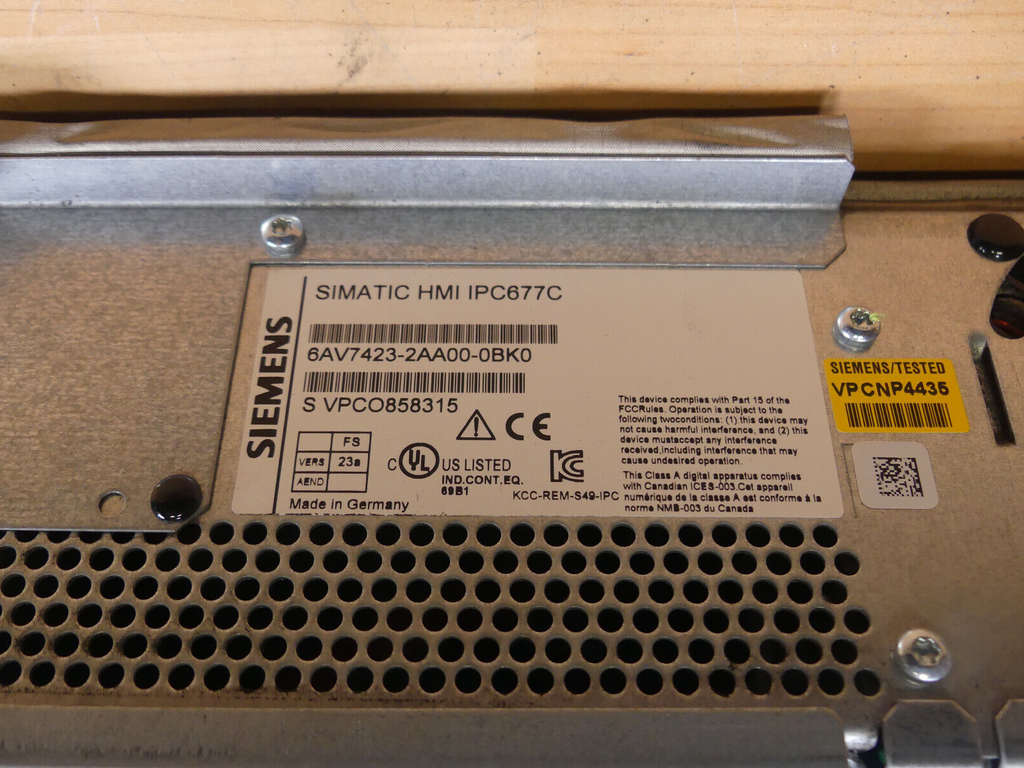 SIEMENS
SIMATIC HMI IPC677C
6AV7423-2AA00-0BK0
S VPCO858315
FS
VERS 23a
AEND
Made in Germany
CE
C UL US LISTED
IND.CONT.EQ.
69B1
KCC-REM-S49-IPC
This device complies with Part 15 of the
FCCRules. Operation is subject to the
following twoconditions: (1) this device may
not cause harmful interference, and (2) this
device mustaccept any interference
received,including interference that may
cause undesired operation.
This Class A digital apparatus complies
with Canadian ICES-003.Cet appareil
numérique de la classe A est conforme à la
norme NMB-003 du Canada
SIEMENS/TESTED
VPCNP4435